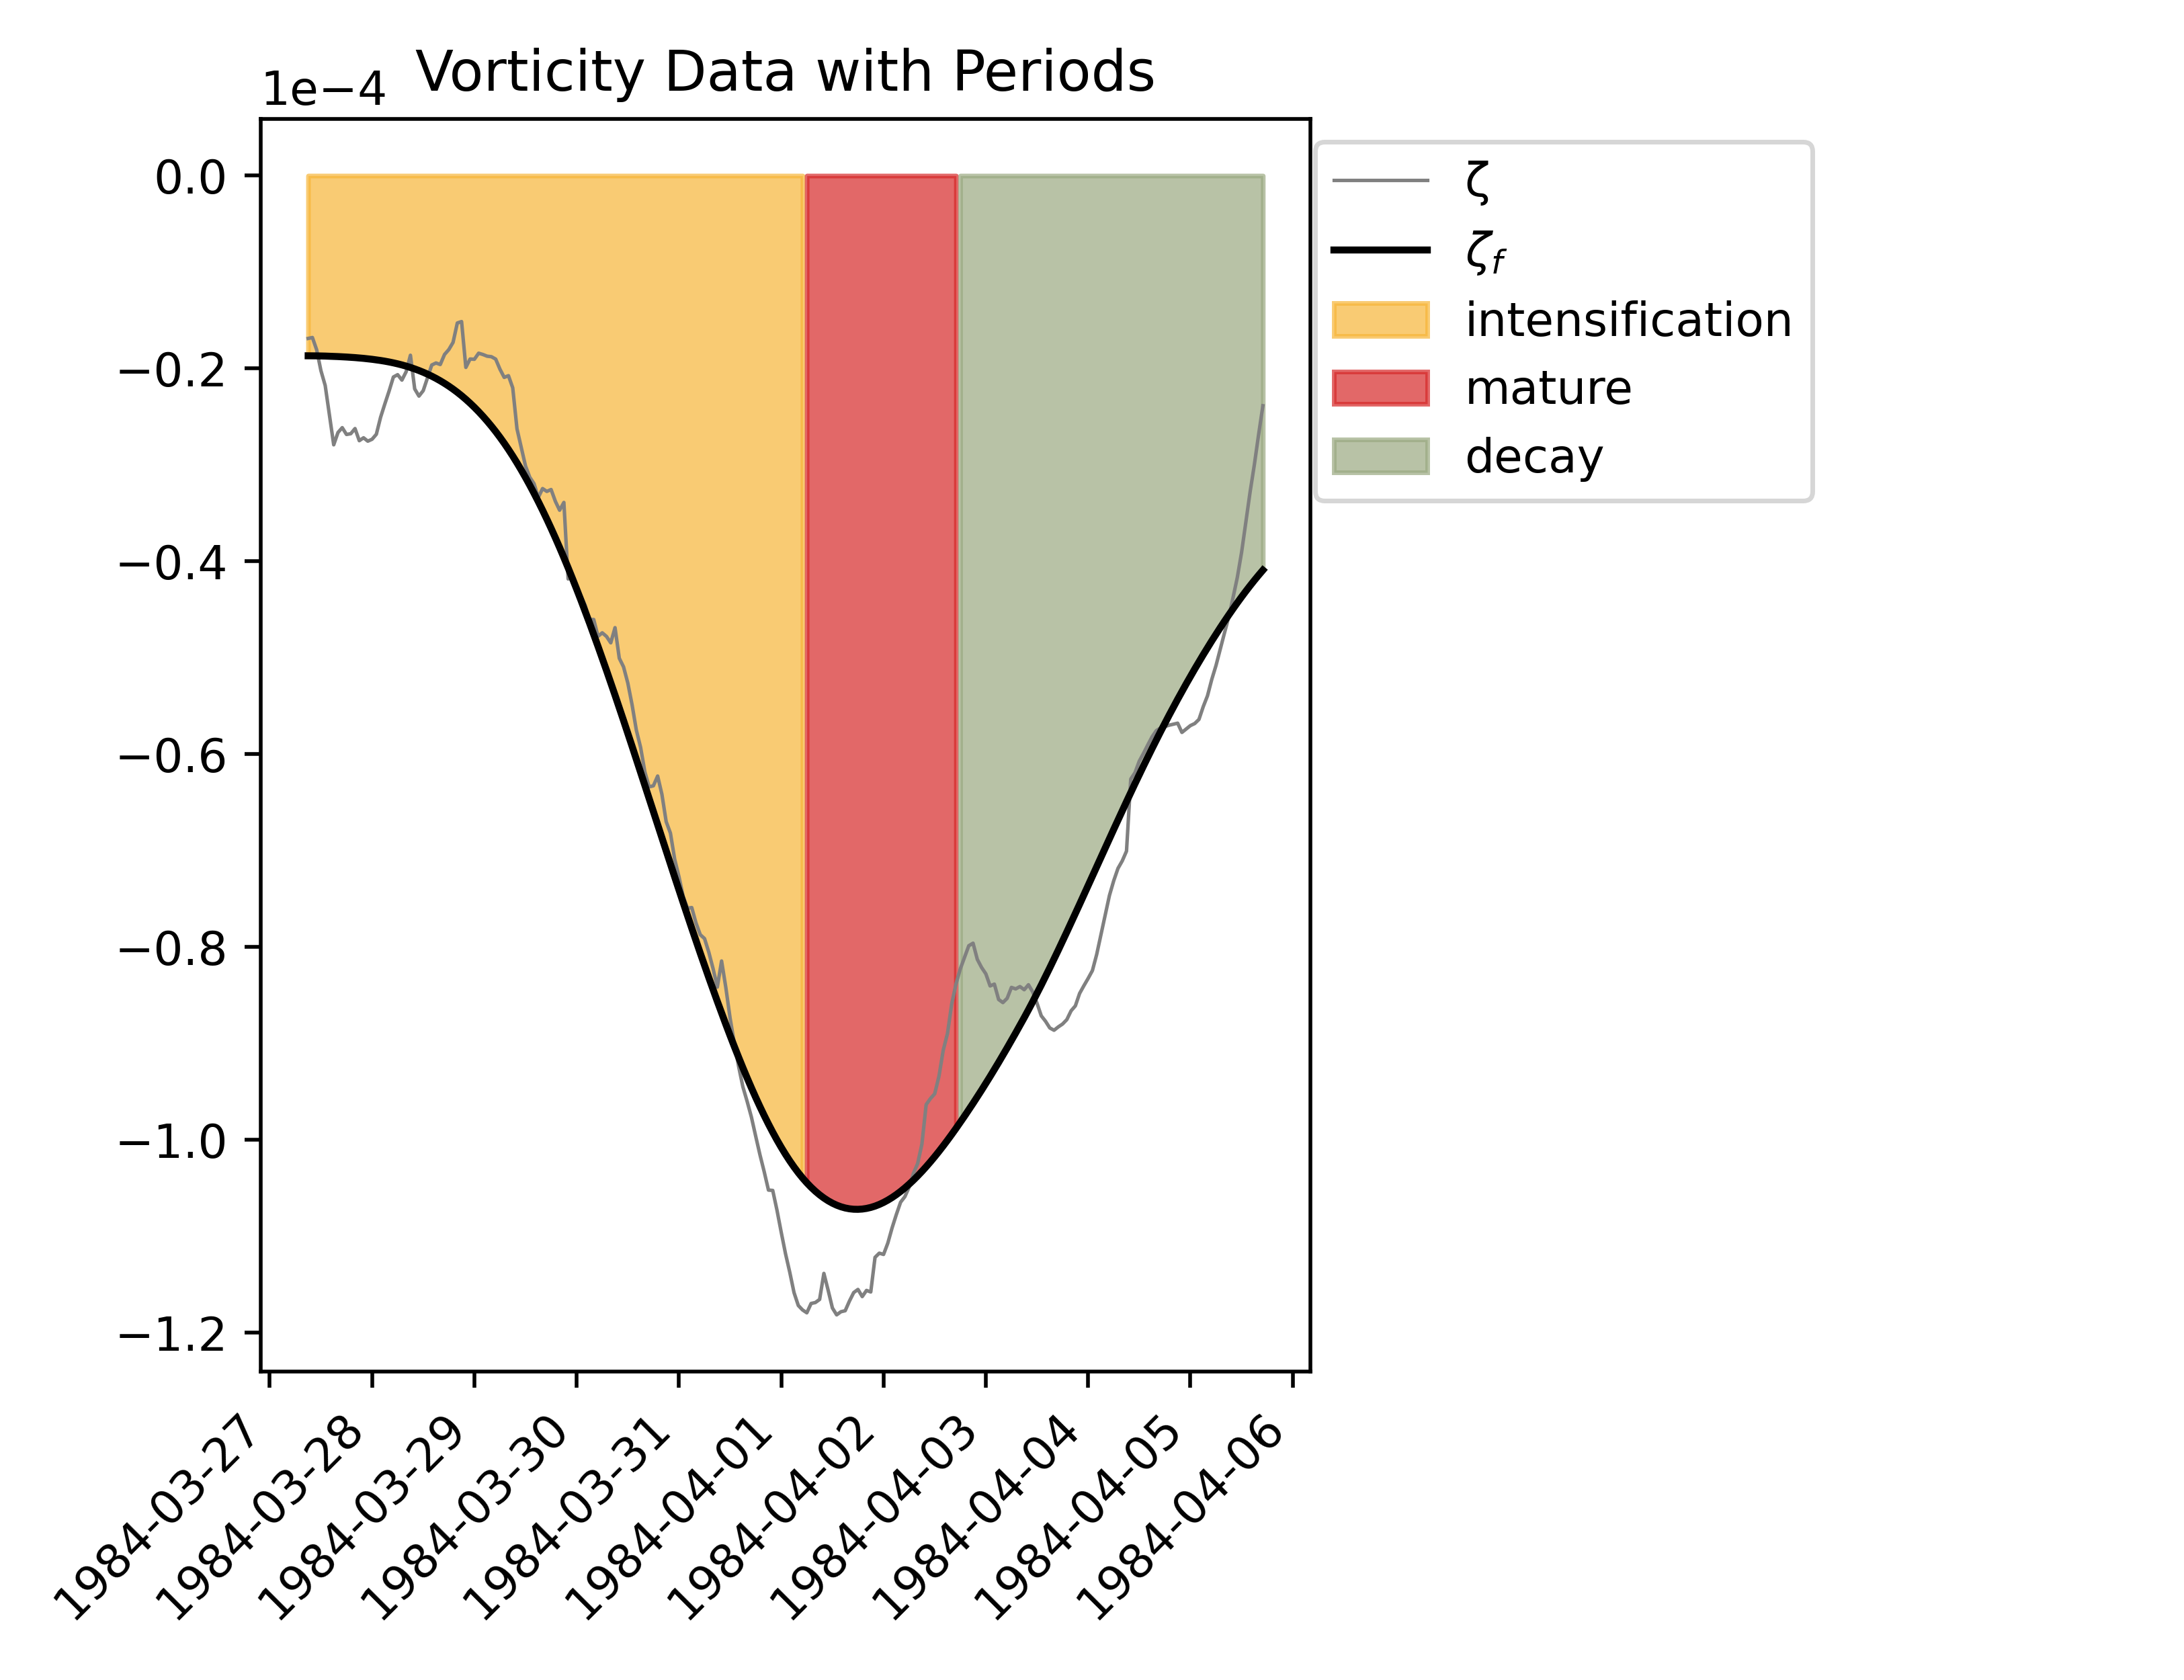 Vorticity Data with Periods
1e−4
0.0
−0.2
−0.4
−0.6
−0.8
−1.0
−1.2
1984-03-27
1984-03-28
1984-03-29
1984-03-30
1984-03-31
1984-04-01
1984-04-02
1984-04-03
1984-04-04
1984-04-05
1984-04-06
ζ
ζf
intensification
mature
decay